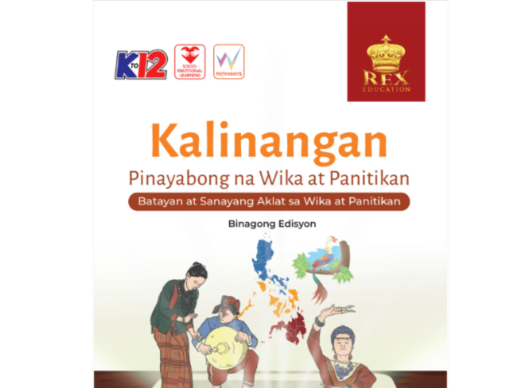 K TO 12
SOCIO-
EMOTIONAL
LEARNING
PATHWAYS
REX
EDUCATION
Kalinangan
Pinayabong na Wika at Panitikan
Batayan at Sanayang Aklat sa Wika at Panitikan
Binagong Edisyon